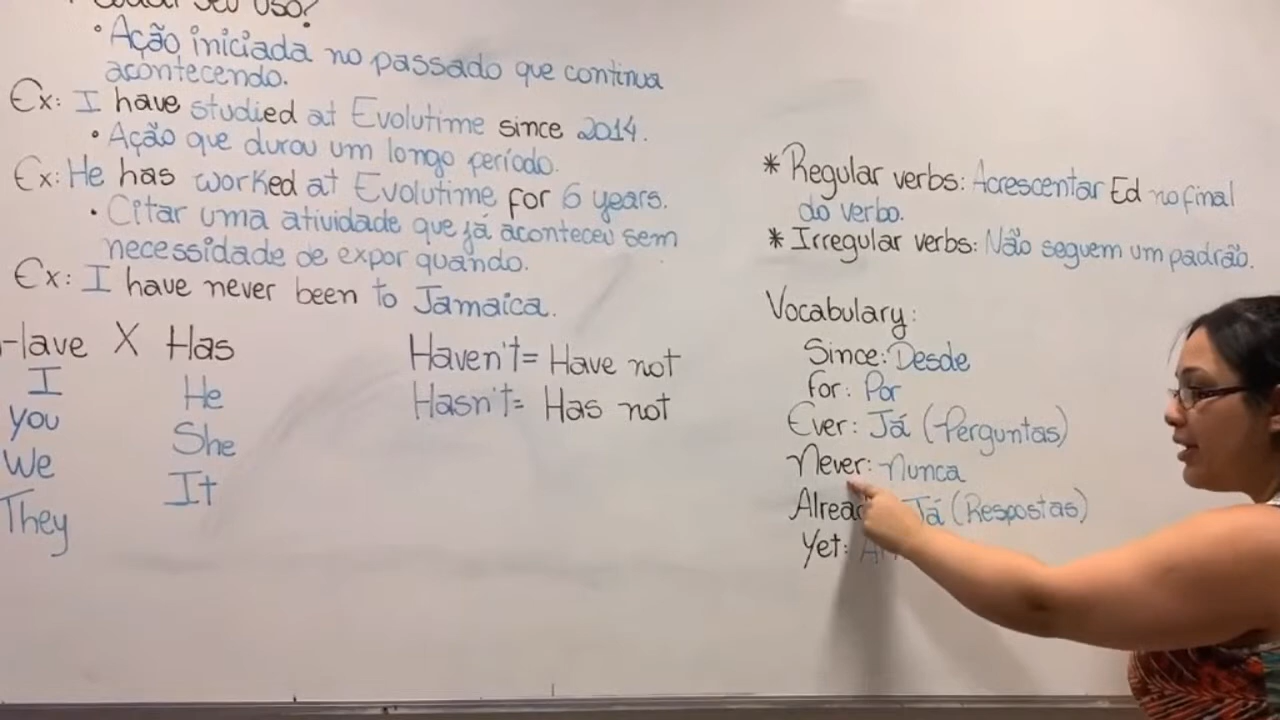 seu uso?
• Ação iniciada no passado que continua
acontecendo.
Ex: I have studied at Evolutime since 2014.
• Ação que durou um longo período.
Ex: He has worked at Evolutime for 6 years.
• Citar uma atividade que já aconteceu sem
necessidade de expor quando.
Ex: I have never been to Jamaica.
Have X Has
I He
You She
We It
They
Haven't = Have not
Hasn't = Has not
* Regular verbs: Acrescentar Ed no final
do verbo.
* Irregular verbs: Não seguem um padrão.
Vocabulary:
Since: Desde
for: Por
Ever: Já (Perguntas)
Never: Nunca
Já (Respostas)
Yet: